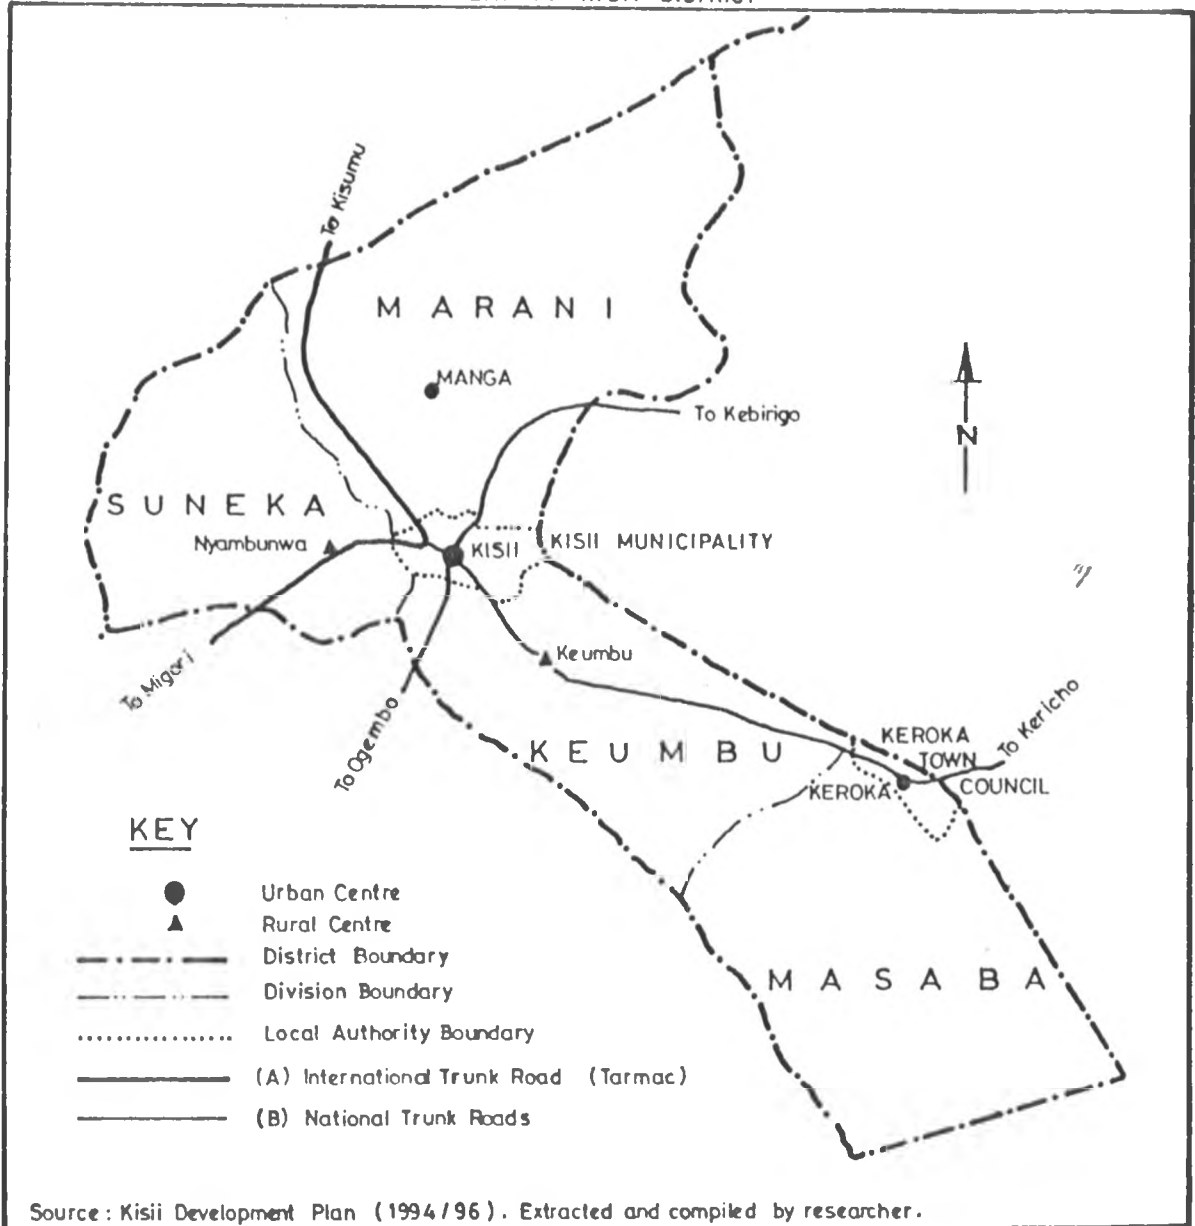 DISTRICT
To Kisumu
MARANI
MANGA
To Kebirigo
N
SUNEKA
Nyambunwa
KISII
KISII MUNICIPALITY
Keumbu
To Migori
To Ogembo
KEUMBU
KEROKA
TOWN
COUNCIL
To Kericho
KEROKA
KEY
Urban Centre
Rural Centre
District Boundary
Division Boundary
Local Authority Boundary
(A) International Trunk Road (Tarmac)
(B) National Trunk Roads
MASABA
Source: Kisii Development Plan (1994/96). Extracted and compiled by researcher.